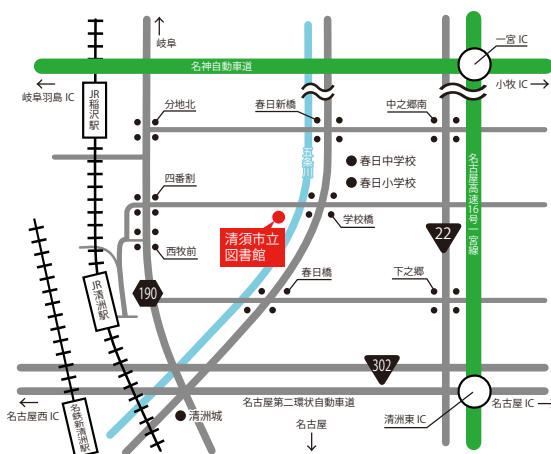 岐阜
一宮 IC
名神自動車道
岐阜羽島 IC
小牧 IC
JR
稲沢駅
分地北
春日新橋
中之郷南
五条川
春日中学校
春日小学校
名古屋高速16号一宮線
四番割
学校橋
清須市立
図書館
22
西牧前
JR清洲駅
190
春日橋
下之郷
302
名古屋第二環状自動車道
名古屋西 IC
名鉄新清洲駅
清洲城
名古屋
清洲東 IC
名古屋 IC